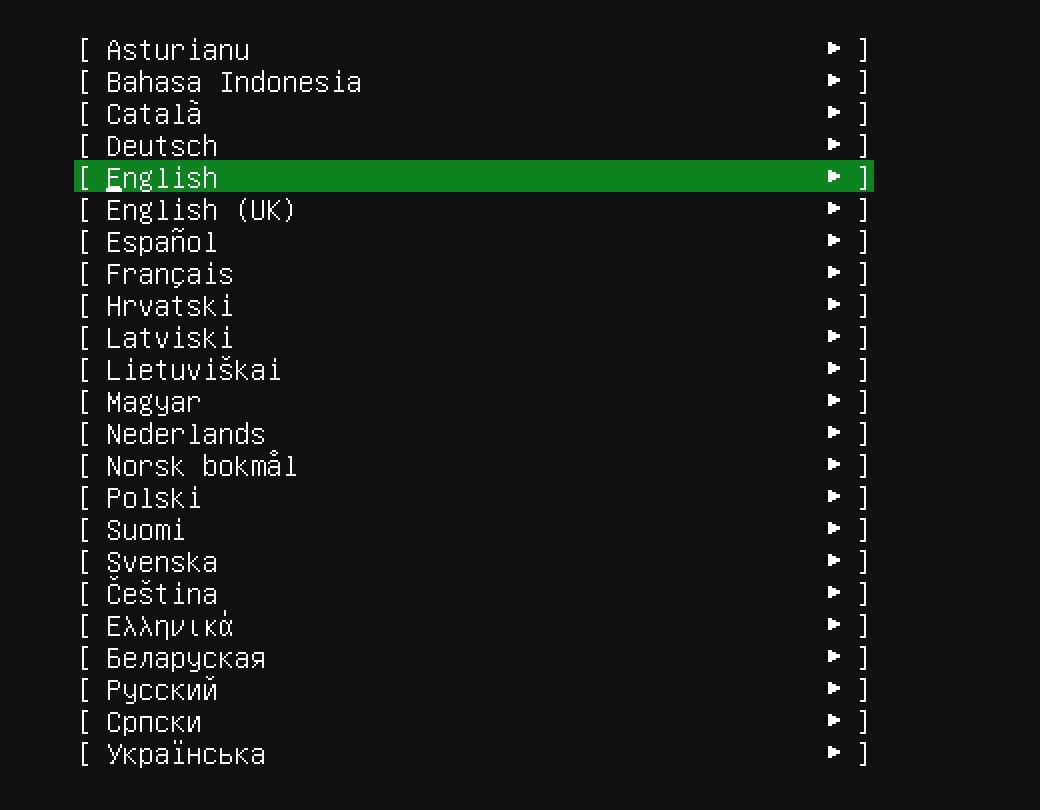 [ Asturianu ► ]
[ Bahasa Indonesia ► ]
[ Català ► ]
[ Deutsch ► ]
[ English ► ]
[ English (UK) ► ]
[ Español ► ]
[ Français ► ]
[ Hrvatski ► ]
[ Latviski ► ]
[ Lietuviškai ► ]
[ Magyar ► ]
[ Nederlands ► ]
[ Norsk bokmål ► ]
[ Polski ► ]
[ Suomi ► ]
[ Svenska ► ]
[ Čeština ► ]
[ Ελληνικά ► ]
[ Беларуская ► ]
[ Русский ► ]
[ Српски ► ]
[ Українська ► ]